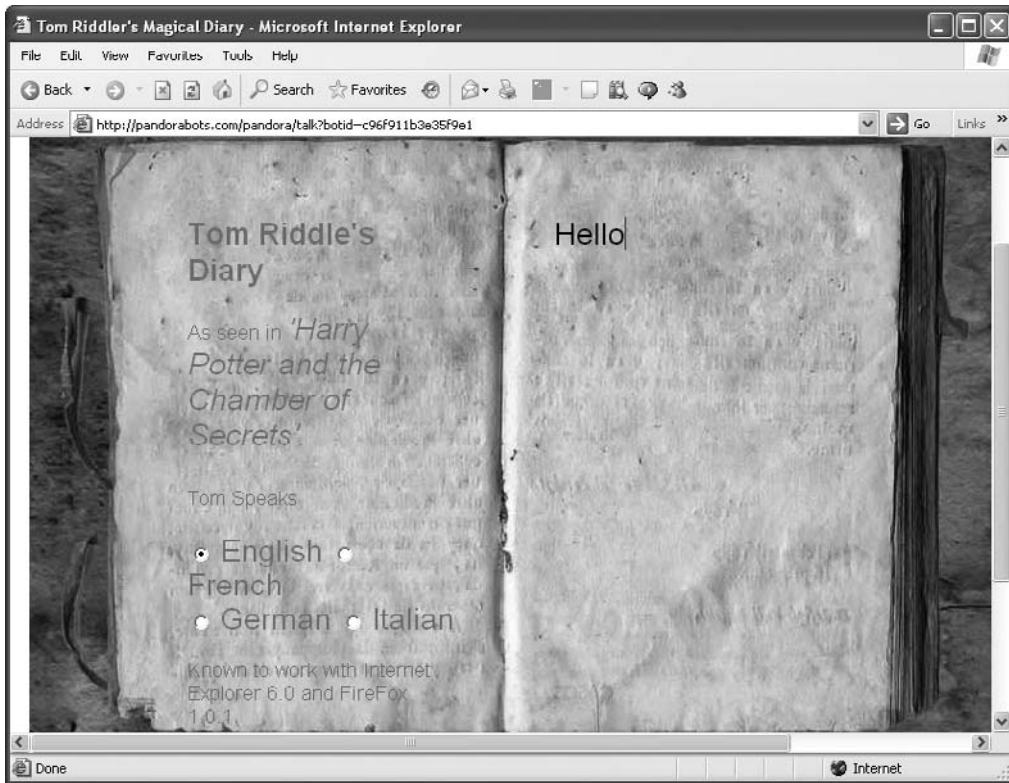 Tom Riddler's Magical Diary - Microsoft Internet Explorer
File Edit View Favorites Tools Help
Back Search Favorites
Address http://pandorabots.com/pandora/talk?botid=c96f911b3e35f9e1 Go Links »
Tom Riddle's
Diary
As seen in 'Harry
Potter and the
Chamber of
Secrets'.
Tom Speaks
English
French
German Italian
Known to work with Internet
Explorer 6.0 and FireFox
1.0.1
Hello
Done Internet